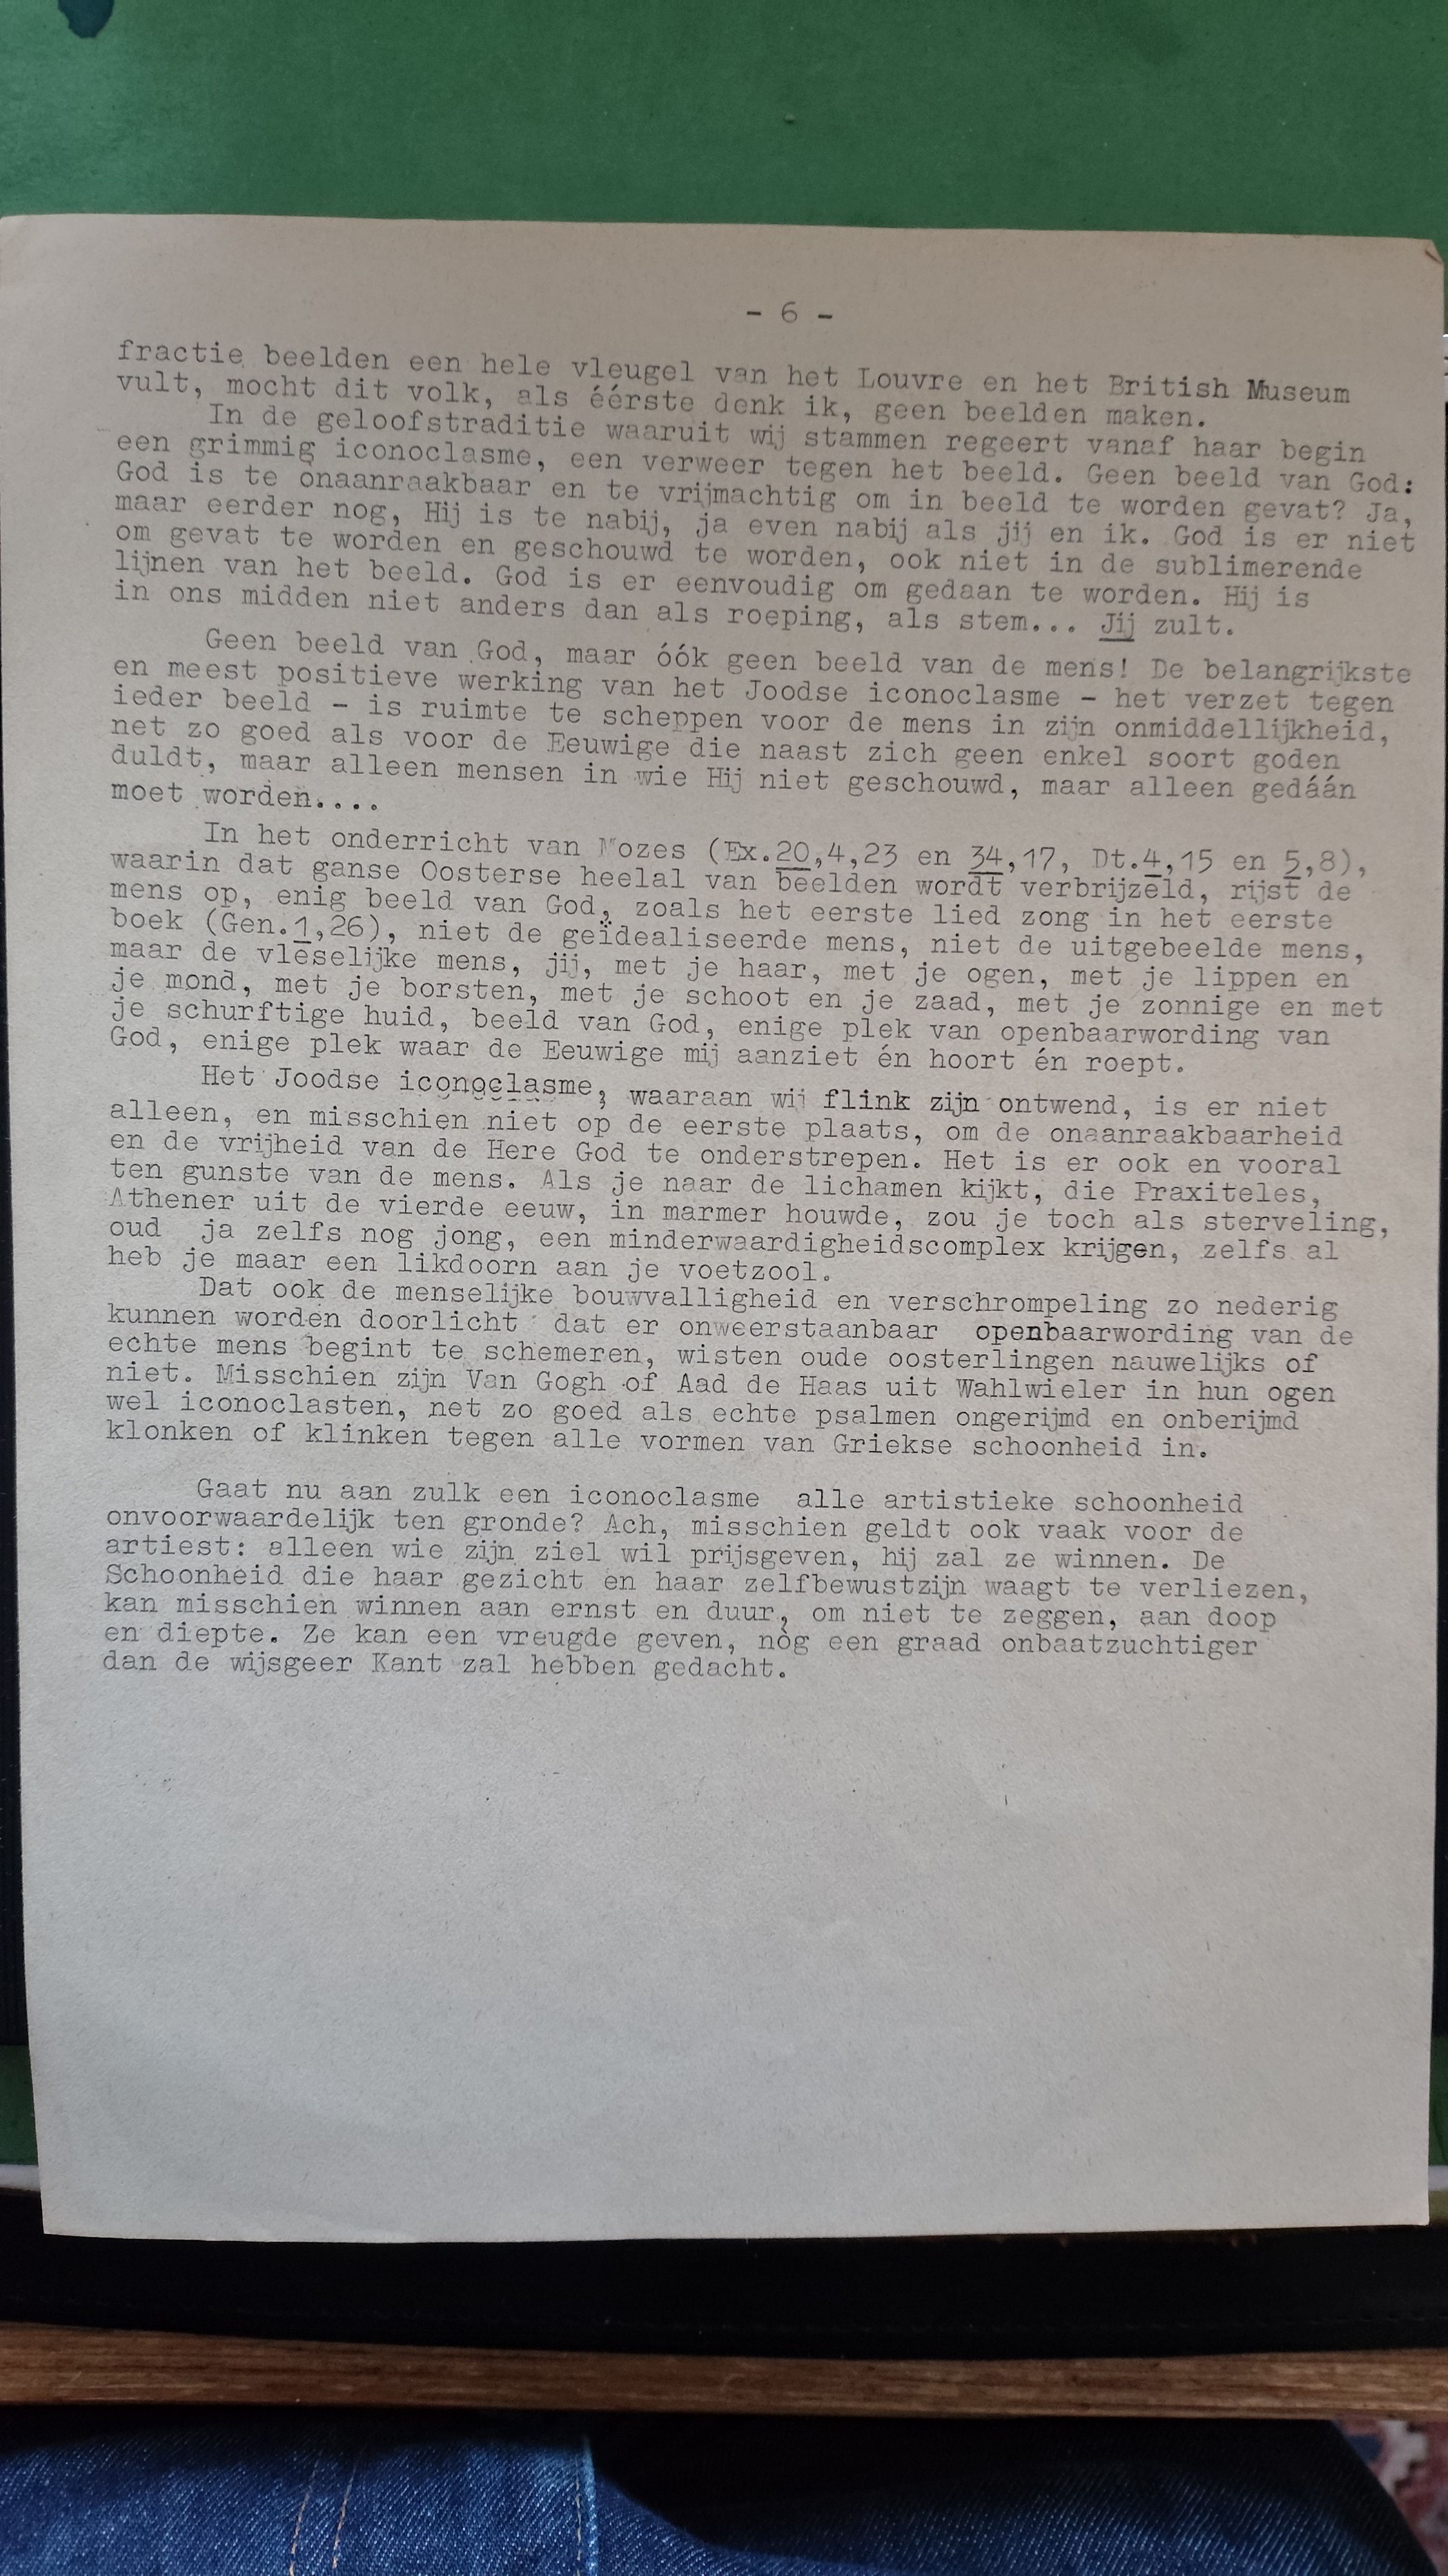 - 6 -
fractie beelden een hele vleugel van het Louvre en het British Museum
vult, mocht dit volk, als éérste denk ik, geen beelden maken.
In de geloofstraditie waaruit wij stammen regeert vanaf haar begin
een grimmig iconoclasme, een verweer tegen het beeld. Geen beeld van God:
God is te onaanraakbaar en te vrijmachtig om in beeld te worden gevat? Ja,
maar eerder nog, Hij is te nabij, ja even nabij als jij en ik. God is er niet
om gevat te worden en geschouwd te worden, ook niet in de sublimerende
lijnen van het beeld. God is er eenvoudig om gedaan te worden. Hij is
in ons midden niet anders dan als roeping, als stem... Jij zult.
Geen beeld van God, maar óók geen beeld van de mens! De belangrijkste
en meest positieve werking van het Joodse iconoclasme - het verzet tegen
ieder beeld - is ruimte te scheppen voor de mens in zijn onmiddellijkheid,
net zo goed als voor de Eeuwige die naast zich geen enkel soort goden
duldt, maar alleen mensen in wie Hij niet geschouwd, maar alleen gedáán
moet worden....
In het onderricht van Mozes (Ex.20,4,23 en 34,17, Dt.4,15 en 5,8),
waarin dat ganse Oosterse heelal van beelden wordt verbrijzeld, rijst de
mens op, enig beeld van God, zoals het eerste lied zong in het eerste
boek (Gen.1,26), niet de geïdealiseerde mens, niet de uitgebeelde mens,
maar de vleselijke mens, jij, met je haar, met je ogen, met je lippen en
je mond, met je borsten, met je schoot en je zaad, met je zonnige en met
je schurftige huid, beeld van God, enige plek van openbaarwording van
God, enige plek waar de Eeuwige mij aanziet én hoort én roept.
Het Joodse iconoclasme, waaraan wij flink zijn ontwend, is er niet
alleen, en misschien niet op de eerste plaats, om de onaanraakbaarheid
en de vrijheid van de Here God te onderstrepen. Het is er ook en vooral
ten gunste van de mens. Als je naar de lichamen kijkt, die Praxiteles,
Athener uit de vierde eeuw, in marmer houwde, zou je toch als sterveling,
oud ja zelfs nog jong, een minderwaardigheidscomplex krijgen, zelfs al
heb je maar een likdoorn aan je voetzool.
Dat ook de menselijke bouwvalligheid en verschrompeling zo nederig
kunnen worden doorlicht dat er onweerstaanbaar openbaarwording van de
echte mens begint te schemeren, wisten oude oosterlingen nauwelijks of
niet. Misschien zijn Van Gogh of Aad de Haas uit Wahlwieler in hun ogen
wel iconoclasten, net zo goed als echte psalmen ongerijmd en onberijmd
klonken of klinken tegen alle vormen van Griekse schoonheid in.
Gaat nu aan zulk een iconoclasme alle artistieke schoonheid
onvoorwaardelijk ten gronde? Ach, misschien geldt ook vaak voor de
artiest: alleen wie zijn ziel wil prijsgeven, hij zal ze winnen. De
Schoonheid die haar gezicht en haar zelfbewustzijn waagt te verliezen,
kan misschien winnen aan ernst en duur, om niet te zeggen, aan doop
en diepte. Ze kan een vreugde geven, nòg een graad onbaatzuchtiger
dan de wijsgeer Kant zal hebben gedacht.